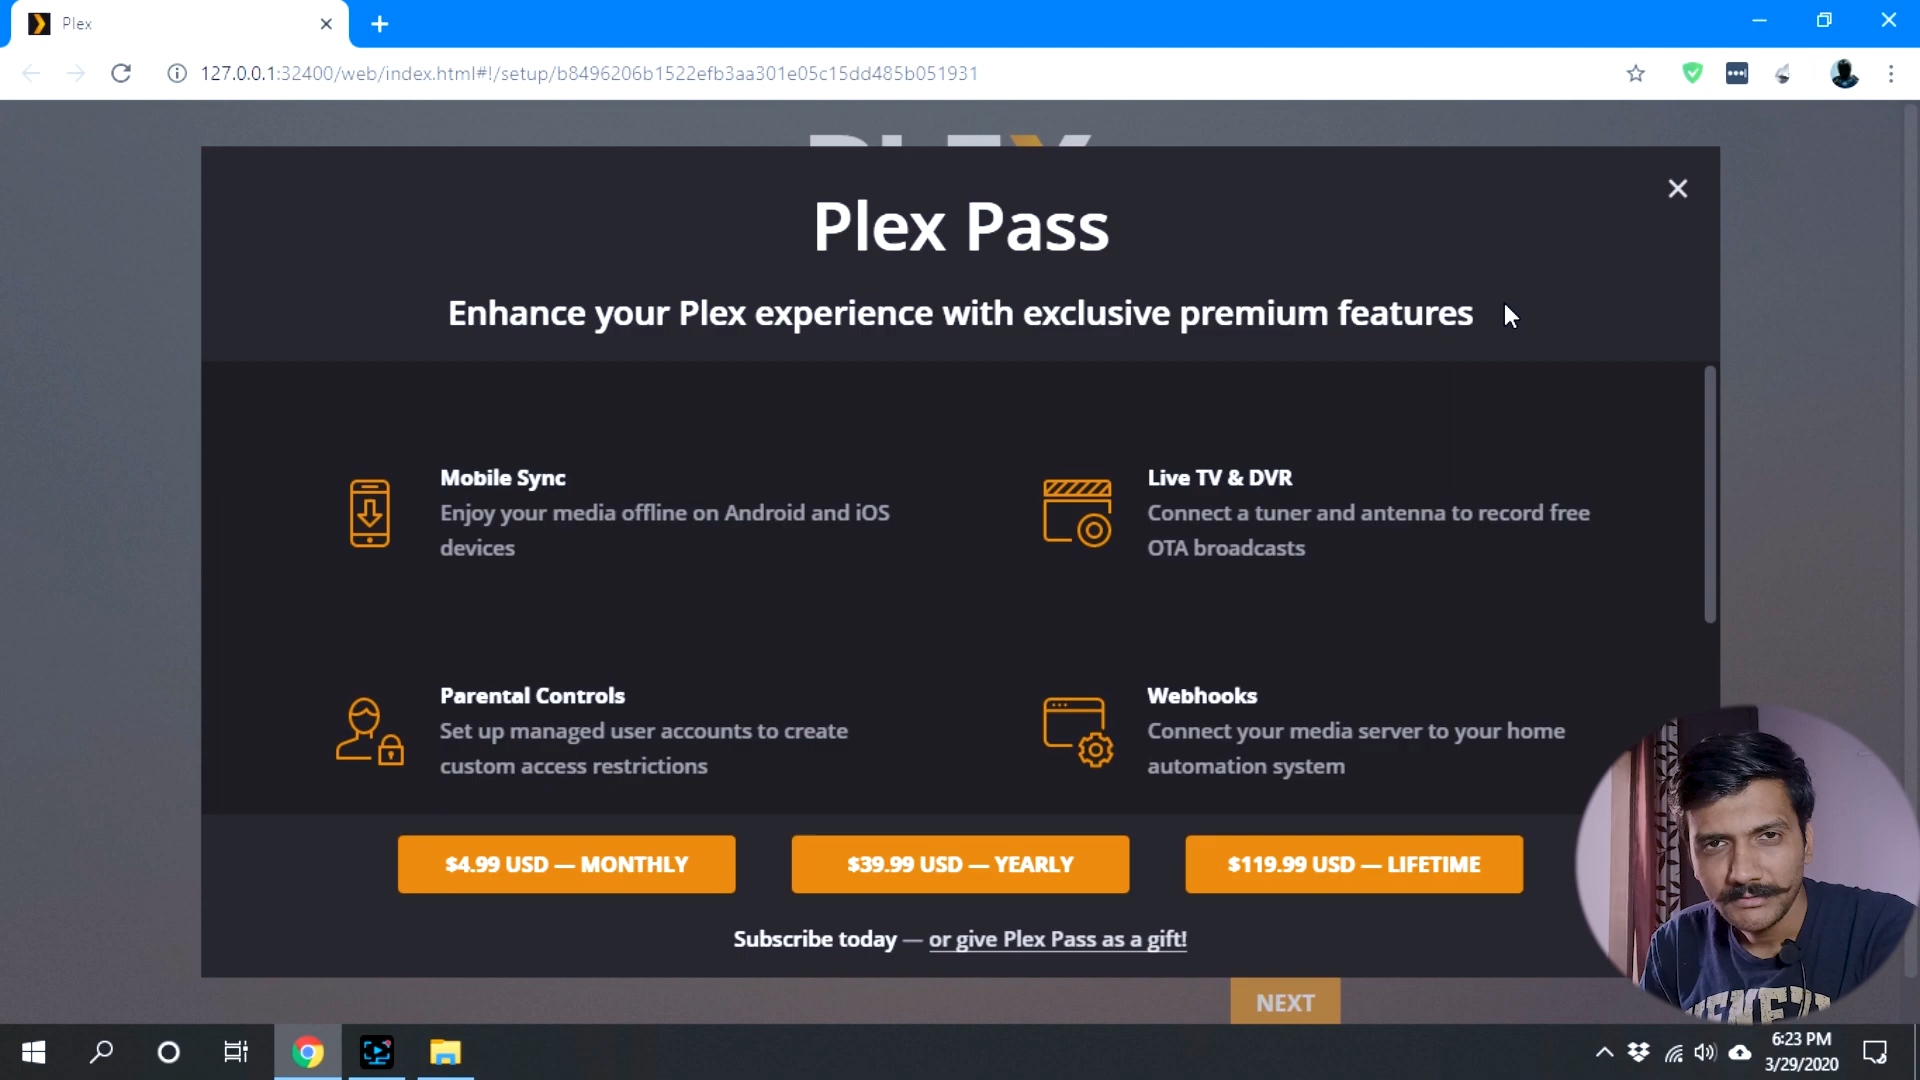 Plex
127.0.0.1:32400/web/index.html#!/setup/b8496206b1522efb3aa301e05c15dd485b051931
PLEX
Plex Pass
Enhance your Plex experience with exclusive premium features
Mobile Sync
Enjoy your media offline on Android and iOS
devices
Live TV & DVR
Connect a tuner and antenna to record free
OTA broadcasts
Parental Controls
Set up managed user accounts to create
custom access restrictions
Webhooks
Connect your media server to your home
automation system
$4.99 USD — MONTHLY
$39.99 USD — YEARLY
$119.99 USD — LIFETIME
Subscribe today — or give Plex Pass as a gift!
NEXT
6:23 PM
3/29/2020